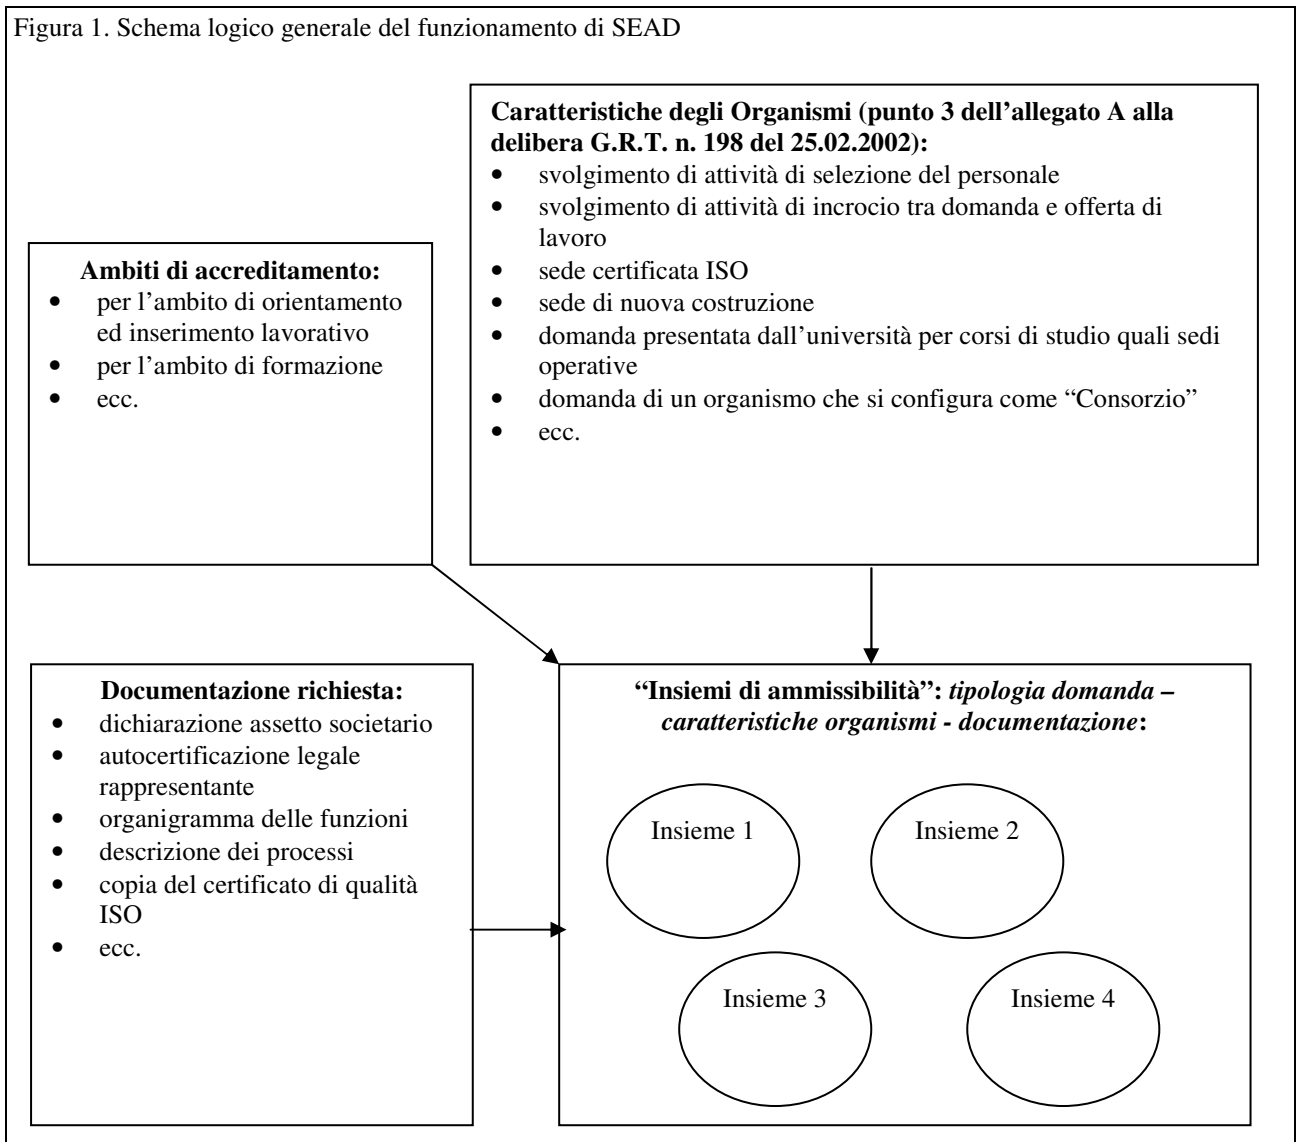 Figura 1. Schema logico generale del funzionamento di SEAD
Caratteristiche degli Organismi (punto 3 dell’allegato A alla
delibera G.R.T. n. 198 del 25.02.2002):
• svolgimento di attività di selezione del personale
• svolgimento di attività di incrocio tra domanda e offerta di
lavoro
• sede certificata ISO
• sede di nuova costruzione
• domanda presentata dall’università per corsi di studio quali sedi
operative
• domanda di un organismo che si configura come “Consorzio”
• ecc.
Ambiti di accreditamento:
• per l’ambito di orientamento
ed inserimento lavorativo
• per l’ambito di formazione
• ecc.
Documentazione richiesta:
• dichiarazione assetto societario
• autocertificazione legale
rappresentante
• organigramma delle funzioni
• descrizione dei processi
• copia del certificato di qualità
ISO
• ecc.
“Insiemi di ammissibilità”: tipologia domanda –
caratteristiche organismi - documentazione:
Insieme 1
Insieme 2
Insieme 3
Insieme 4